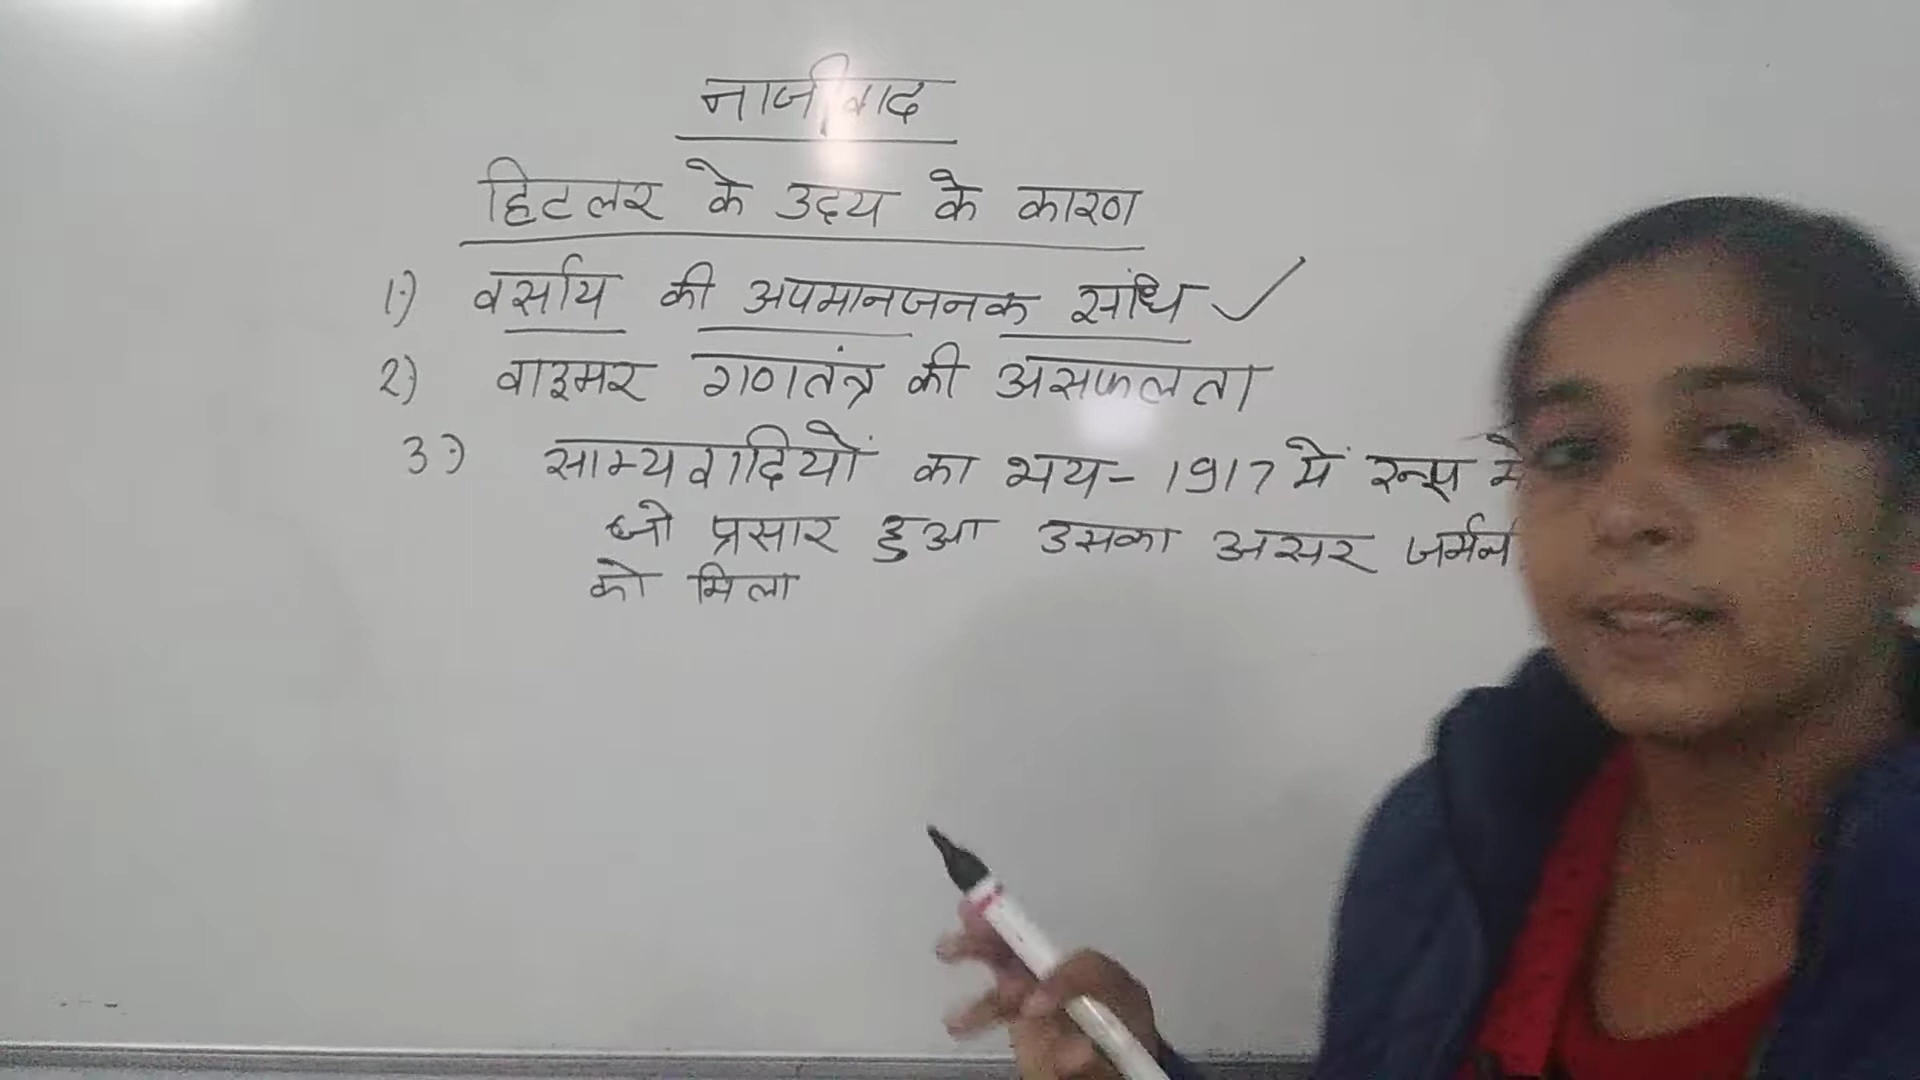 नाजीवाद
हिटलर के उदय के कारण
1) वर्साय की अपमानजनक संधि ✓
2) वाइमर गणतंत्र की असफलता
3) साम्यवादियों का भय - 1917 में रूस में
जो प्रसार हुआ उसका असर जर्मन
को मिला